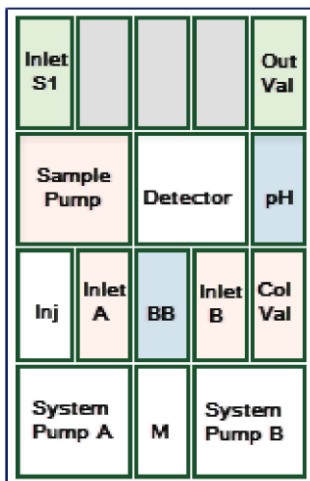 Inlet
S1
Out
Val
Sample
Pump
Detector
pH
Inj
Inlet
A
BB
Inlet
B
Col
Val
System
Pump A
M
System
Pump B